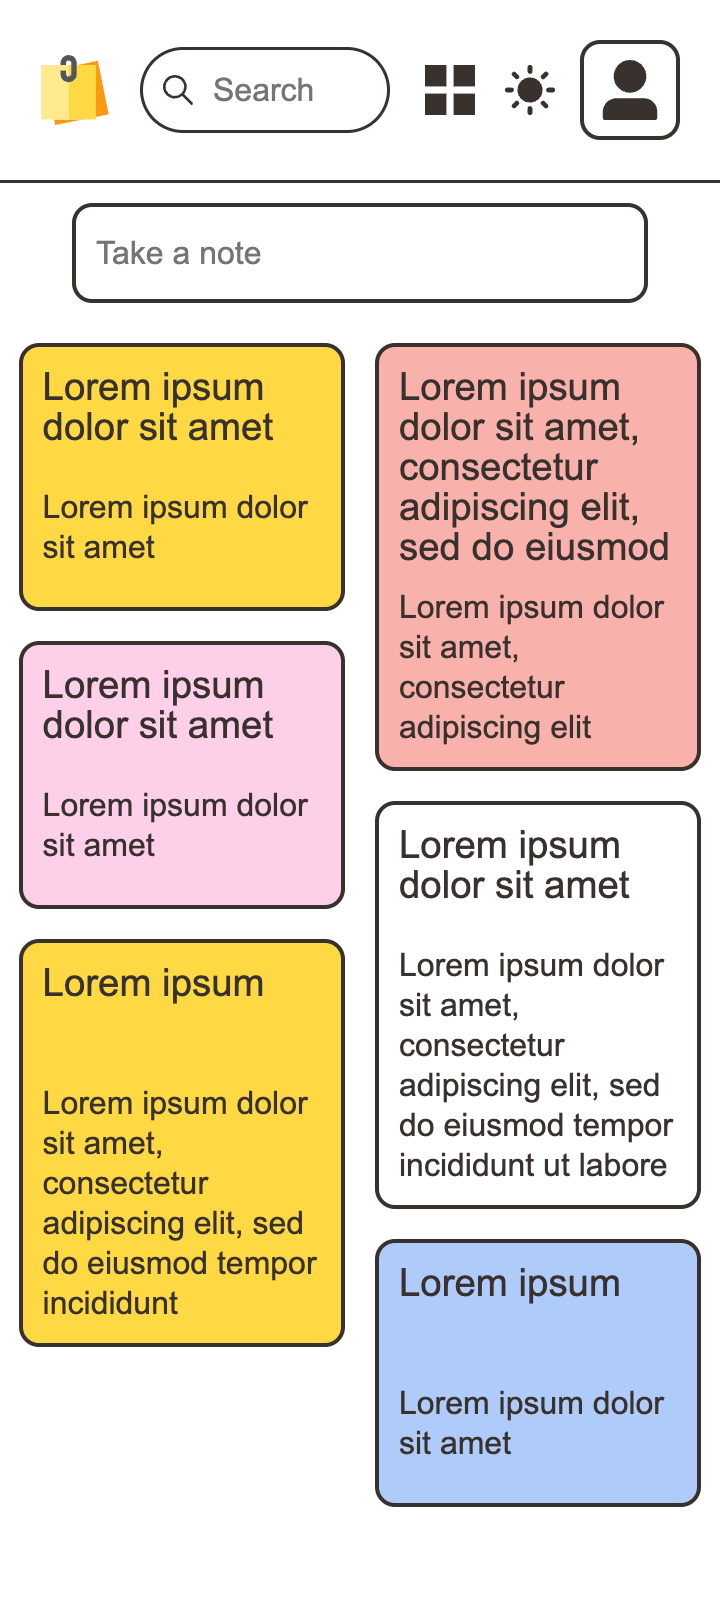 Search
Take a note
Lorem ipsum
dolor sit amet
Lorem ipsum dolor
sit amet
Lorem ipsum
dolor sit amet
Lorem ipsum dolor
sit amet
Lorem ipsum
Lorem ipsum dolor
sit amet,
consectetur
adipiscing elit, sed
do eiusmod tempor
incididunt
Lorem ipsum
dolor sit amet,
consectetur
adipiscing elit,
sed do eiusmod
Lorem ipsum dolor
sit amet,
consectetur
adipiscing elit
Lorem ipsum
dolor sit amet
Lorem ipsum dolor
sit amet,
consectetur
adipiscing elit, sed
do eiusmod tempor
incididunt ut labore
Lorem ipsum
Lorem ipsum dolor
sit amet